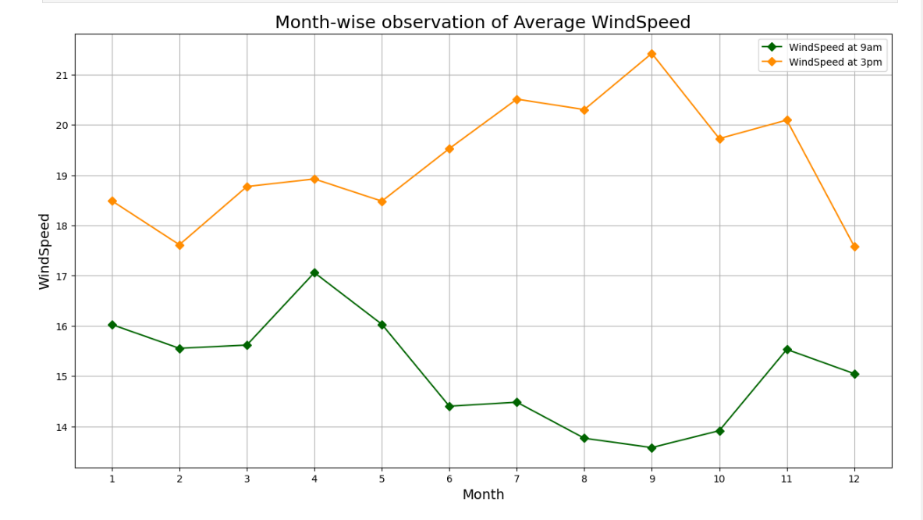 Month-wise observation of Average WindSpeed
WindSpeed at 9am
WindSpeed at 3pm
21
20
19
18
17
16
15
14
WindSpeed
1 2 3 4 5 6 7 8 9 10 11 12
Month